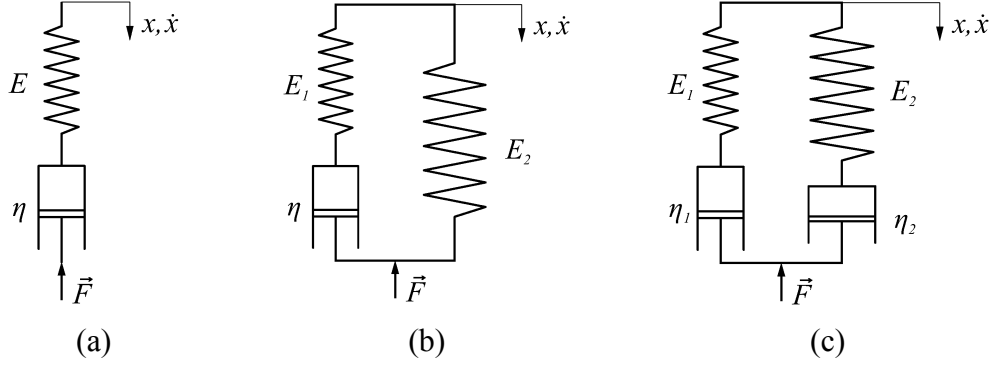 x, ẋ
E
η
F⃗
(a)
x, ẋ
E₁
E₂
η
F⃗
(b)
x, ẋ
E₁
E₂
η₁
η₂
F⃗
(c)